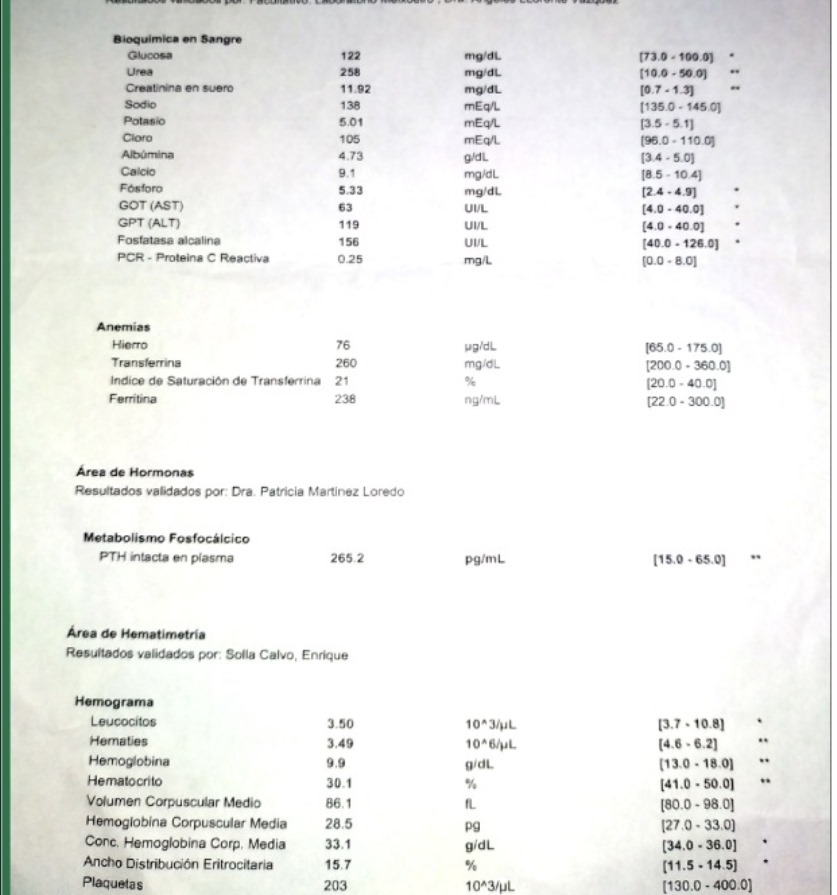 Resultados validados por: Facultativo. Laboratorio Meixoeiro , Dra. Angeles Llorente Vazquez
Bioquimica en Sangre
Glucosa 122 mg/dL [73.0 - 100.0] *
Urea 258 mg/dL [10.0 - 50.0] **
Creatinina en suero 11.92 mg/dL [0.7 - 1.3] **
Sodio 138 mEq/L [135.0 - 145.0]
Potasio 5.01 mEq/L [3.5 - 5.1]
Cloro 105 mEq/L [96.0 - 110.0]
Albúmina 4.73 g/dL [3.4 - 5.0]
Calcio 9.1 mg/dL [8.5 - 10.4]
Fósforo 5.33 mg/dL [2.4 - 4.9] *
GOT (AST) 63 UI/L [4.0 - 40.0] *
GPT (ALT) 119 UI/L [4.0 - 40.0] *
Fosfatasa alcalina 156 UI/L [40.0 - 126.0] *
PCR - Proteina C Reactiva 0.25 mg/L [0.0 - 8.0]
Anemias
Hierro 76 µg/dL [65.0 - 175.0]
Transferrina 260 mg/dL [200.0 - 360.0]
Indice de Saturación de Transferrina 21 % [20.0 - 40.0]
Ferritina 238 ng/mL [22.0 - 300.0]
Área de Hormonas
Resultados validados por: Dra. Patricia Martinez Loredo
Metabolismo Fosfocálcico
PTH intacta en plasma 265.2 pg/mL [15.0 - 65.0] **
Área de Hematimetría
Resultados validados por: Solla Calvo, Enrique
Hemograma
Leucocitos 3.50 10^3/µL [3.7 - 10.8] *
Hematies 3.49 10^6/µL [4.6 - 6.2] **
Hemoglobina 9.9 g/dL [13.0 - 18.0] **
Hematocrito 30.1 % [41.0 - 50.0] **
Volumen Corpuscular Medio 86.1 fL [80.0 - 98.0]
Hemoglobina Corpuscular Media 28.5 pg [27.0 - 33.0]
Conc. Hemoglobina Corp. Media 33.1 g/dL [34.0 - 36.0] *
Ancho Distribución Eritrocitaria 15.7 % [11.5 - 14.5] *
Plaquetas 203 10^3/µL [130.0 - 400.0]